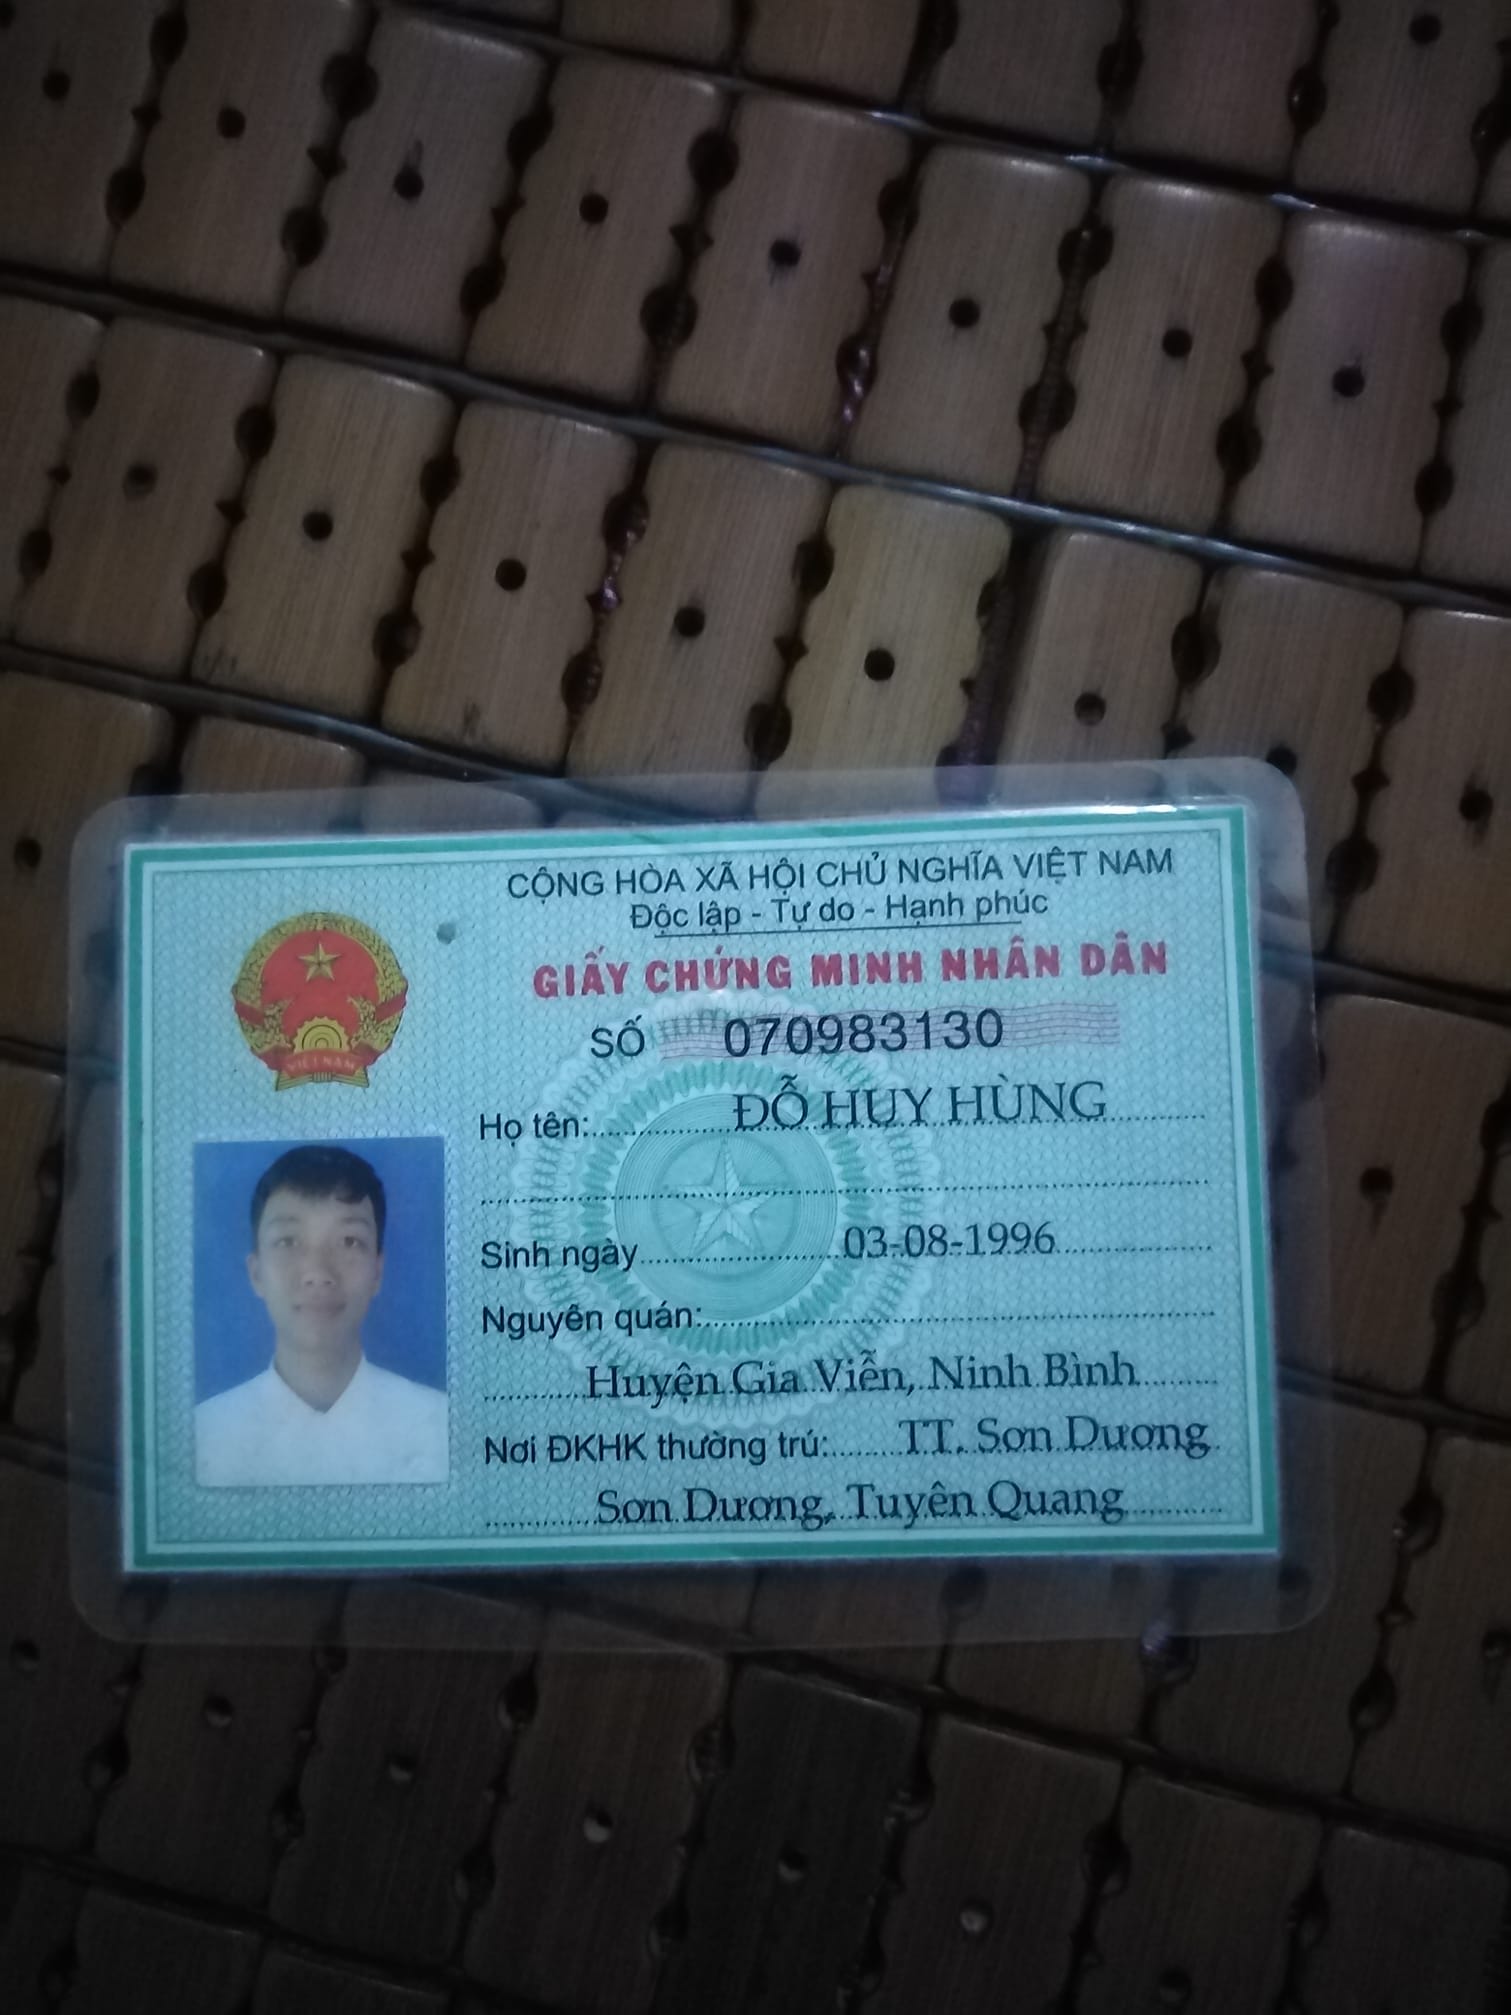 CỘNG HÒA XÃ HỘI CHỦ NGHĨA VIỆT NAM
Độc lập - Tự do - Hạnh phúc
GIẤY CHỨNG MINH NHÂN DÂN
SỐ 070983130
Họ tên: ĐỖ HUY HÙNG
Sinh ngày 03-08-1996
Nguyên quán:
Huyện Gia Viễn, Ninh Bình
Nơi ĐKHK thường trú: TT. Sơn Dương
Sơn Dương, Tuyên Quang
VIỆT NAM